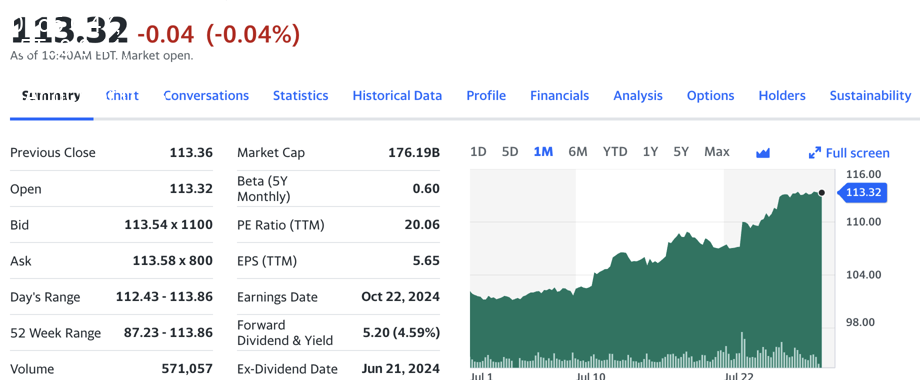 113.32 -0.04 (-0.04%)
As of 10:40AM EDT. Market open.
Summary Chart Conversations Statistics Historical Data Profile Financials Analysis Options Holders Sustainability
Previous Close 113.36
Open 113.32
Bid 113.54 x 1100
Ask 113.58 x 800
Day's Range 112.43 - 113.86
52 Week Range 87.23 - 113.86
Volume 571,057
Market Cap 176.19B
Beta (5Y
Monthly) 0.60
PE Ratio (TTM) 20.06
EPS (TTM) 5.65
Earnings Date Oct 22, 2024
Forward
Dividend & Yield 5.20 (4.59%)
Ex-Dividend Date Jun 21, 2024
1D 5D 1M 6M YTD 1Y 5Y Max Full screen
116.00
113.32
110.00
104.00
98.00
Jul 1 Jul 10 Jul 22